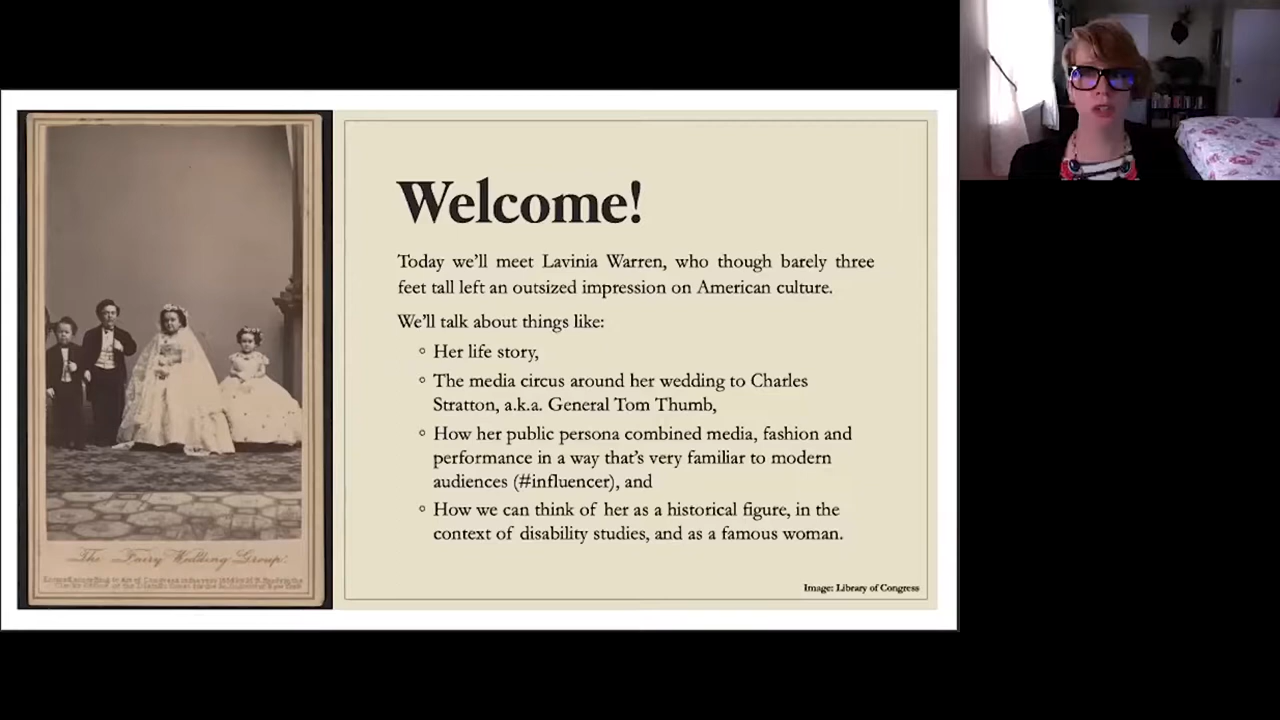 Welcome!
Today we'll meet Lavinia Warren, who though barely three
feet tall left an outsized impression on American culture.
We'll talk about things like:
◦ Her life story,
◦ The media circus around her wedding to Charles
Stratton, a.k.a. General Tom Thumb,
◦ How her public persona combined media, fashion and
performance in a way that's very familiar to modern
audiences (#influencer), and
◦ How we can think of her as a historical figure, in the
context of disability studies, and as a famous woman.
Image: Library of Congress
The Fairy Wedding Group.